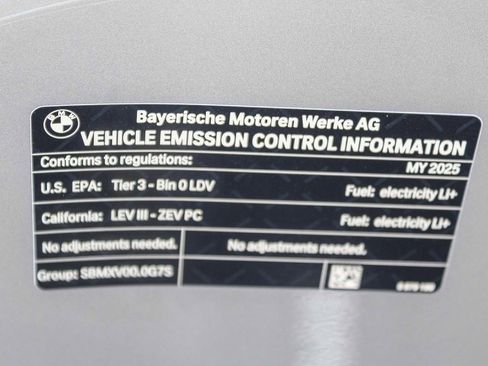 BMW
Bayerische Motoren Werke AG
VEHICLE EMISSION CONTROL INFORMATION
Conforms to regulations: MY 2025
U.S. EPA: Tier 3 - Bin 0 LDV Fuel: electricity Li+
California: LEV III - ZEV PC Fuel: electricity Li+
No adjustments needed. No adjustments needed.
Group: SBMXV00.0G7S